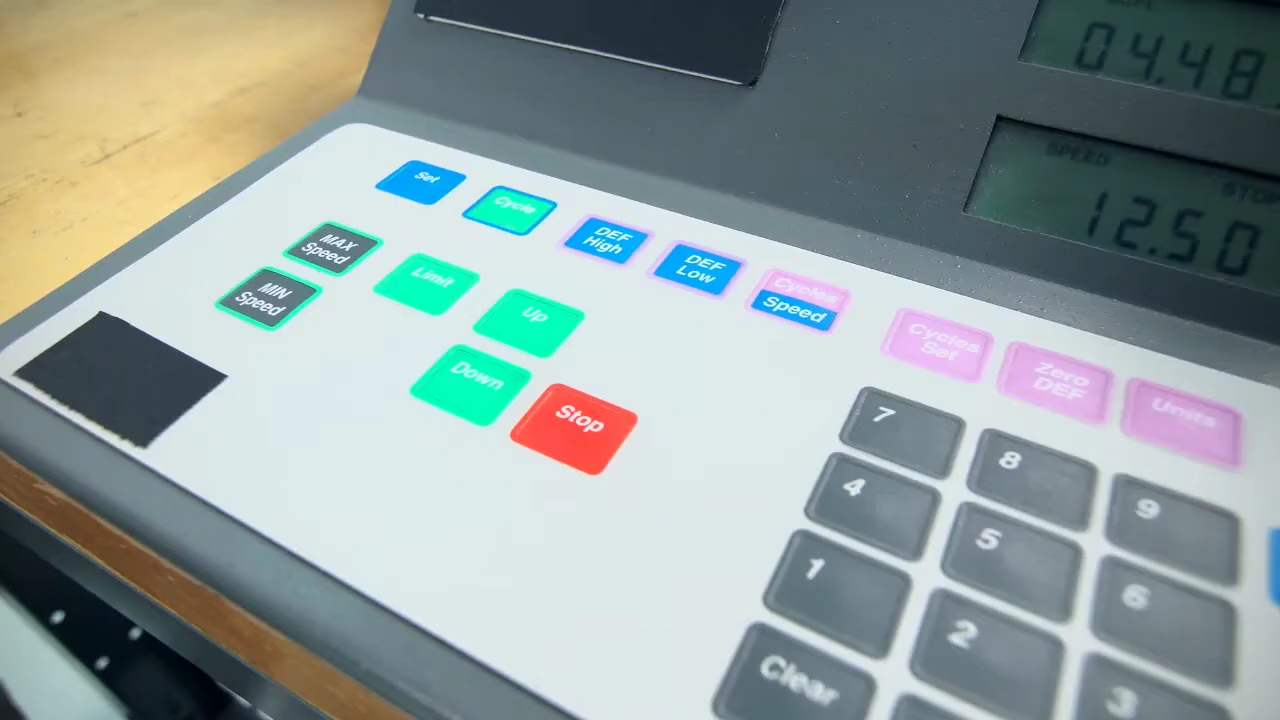 04.48
SPEED
STOP
12.50
Set
Cycle
DEF
High
DEF
Low
Cycles
Speed
Cycles
Set
Zero
DEF
Units
MAX
Speed
MIN
Speed
Limit
Up
Down
Stop
7
8
9
4
5
6
1
2
3
Clear